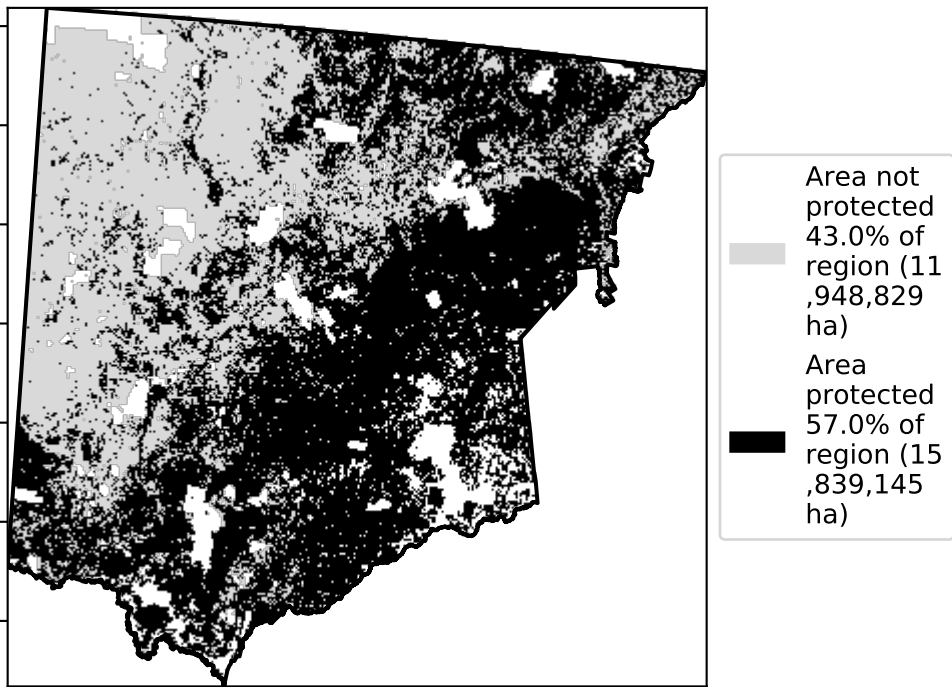 Area not
protected
43.0% of
region (11
,948,829
ha)
Area
protected
57.0% of
region (15
,839,145
ha)